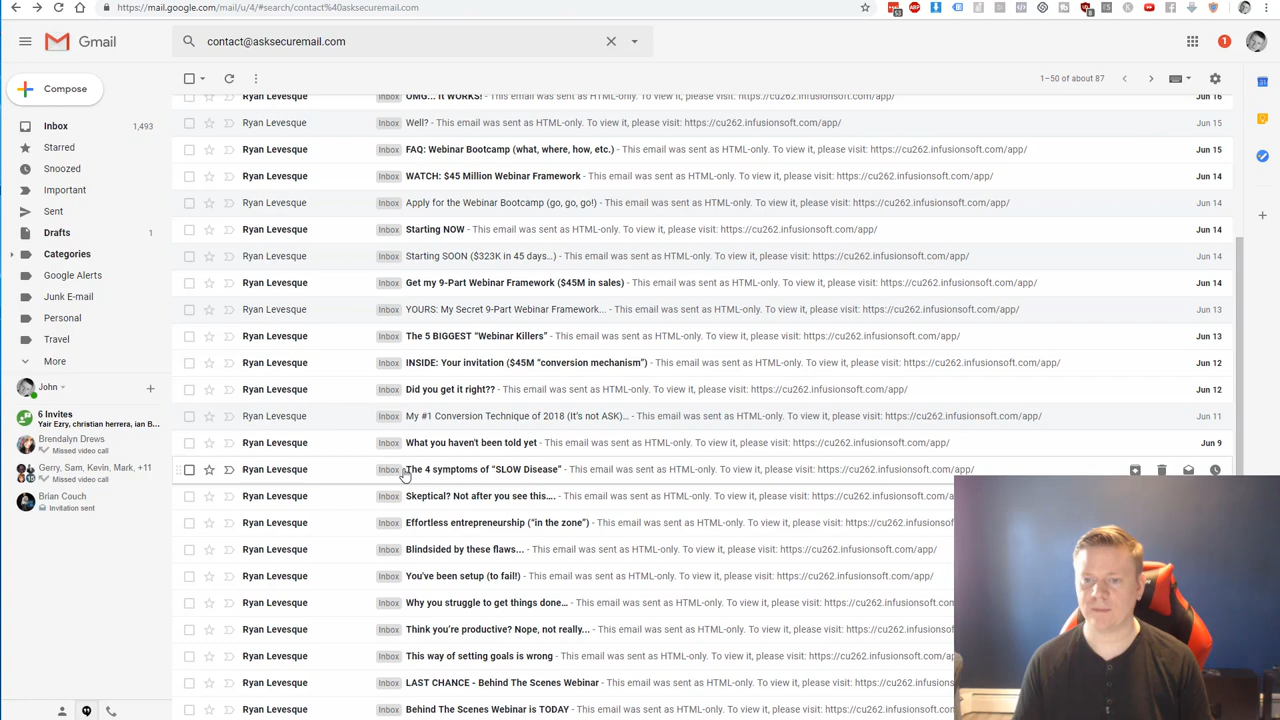 https://mail.google.com/mail/u/4/#search/contact%40asksecuremail.com
Gmail
contact@asksecuremail.com
1
1–50 of about 87
Compose
Inbox 1,493
Starred
Snoozed
Important
Sent
Drafts 1
Categories
Google Alerts
Junk E-mail
Personal
Travel
More
John
6 Invites
Yair Ezry, christian herrera, ian B...
Brendalyn Drews
Missed video call
Gerry, Sam, Kevin, Mark, +11
Missed video call
Brian Couch
Invitation sent
Ryan Levesque Inbox OMG... it WORKS! - This email was sent as HTML-only. To view it, please visit: https://cu262.infusionsoft.com/app/ Jun 16
Ryan Levesque Inbox Well? - This email was sent as HTML-only. To view it, please visit: https://cu262.infusionsoft.com/app/ Jun 15
Ryan Levesque Inbox FAQ: Webinar Bootcamp (what, where, how, etc.) - This email was sent as HTML-only. To view it, please visit: https://cu262.infusionsoft.com/app/ Jun 15
Ryan Levesque Inbox WATCH: $45 Million Webinar Framework - This email was sent as HTML-only. To view it, please visit: https://cu262.infusionsoft.com/app/ Jun 14
Ryan Levesque Inbox Apply for the Webinar Bootcamp (go, go, go!) - This email was sent as HTML-only. To view it, please visit: https://cu262.infusionsoft.com/app/ Jun 14
Ryan Levesque Inbox Starting NOW - This email was sent as HTML-only. To view it, please visit: https://cu262.infusionsoft.com/app/ Jun 14
Ryan Levesque Inbox Starting SOON ($323K in 45 days...) - This email was sent as HTML-only. To view it, please visit: https://cu262.infusionsoft.com/app/ Jun 14
Ryan Levesque Inbox Get my 9-Part Webinar Framework ($45M in sales) - This email was sent as HTML-only. To view it, please visit: https://cu262.infusionsoft.com/app/ Jun 14
Ryan Levesque Inbox YOURS: My Secret 9-Part Webinar Framework... - This email was sent as HTML-only. To view it, please visit: https://cu262.infusionsoft.com/app/ Jun 13
Ryan Levesque Inbox The 5 BIGGEST “Webinar Killers” - This email was sent as HTML-only. To view it, please visit: https://cu262.infusionsoft.com/app/ Jun 13
Ryan Levesque Inbox INSIDE: Your invitation ($45M “conversion mechanism”) - This email was sent as HTML-only. To view it, please visit: https://cu262.infusionsoft.com/app/ Jun 12
Ryan Levesque Inbox Did you get it right?? - This email was sent as HTML-only. To view it, please visit: https://cu262.infusionsoft.com/app/ Jun 12
Ryan Levesque Inbox My #1 Conversion Technique of 2018 (It's not ASK)... - This email was sent as HTML-only. To view it, please visit: https://cu262.infusionsoft.com/app/ Jun 11
Ryan Levesque Inbox What you haven't been told yet - This email was sent as HTML-only. To view it, please visit: https://cu262.infusionsoft.com/app/ Jun 9
Ryan Levesque Inbox The 4 symptoms of “SLOW Disease” - This email was sent as HTML-only. To view it, please visit: https://cu262.infusionsoft.com/app/
Ryan Levesque Inbox Skeptical? Not after you see this.... - This email was sent as HTML-only. To view it, please visit: https://cu262.infusionsoft.com
Ryan Levesque Inbox Effortless entrepreneurship (“in the zone”) - This email was sent as HTML-only. To view it, please visit: https://cu262.infusionsoft
Ryan Levesque Inbox Blindsided by these flaws... - This email was sent as HTML-only. To view it, please visit: https://cu262.infusionsoft.com/app/
Ryan Levesque Inbox You've been setup (to fail!) - This email was sent as HTML-only. To view it, please visit: https://cu262.infusionsoft.com/app/
Ryan Levesque Inbox Why you struggle to get things done... - This email was sent as HTML-only. To view it, please visit: https://cu262.infusionsoft.com
Ryan Levesque Inbox Think you're productive? Nope, not really... - This email was sent as HTML-only. To view it, please visit: https://cu262.infusionsoft
Ryan Levesque Inbox This way of setting goals is wrong - This email was sent as HTML-only. To view it, please visit: https://cu262.infusionsoft.com
Ryan Levesque Inbox LAST CHANCE - Behind The Scenes Webinar - This email was sent as HTML-only. To view it, please visit: https://cu262.infusionsoft
Ryan Levesque Inbox Behind The Scenes Webinar is TODAY - This email was sent as HTML-only. To view it, please visit: https://cu262.infusionsoft.com